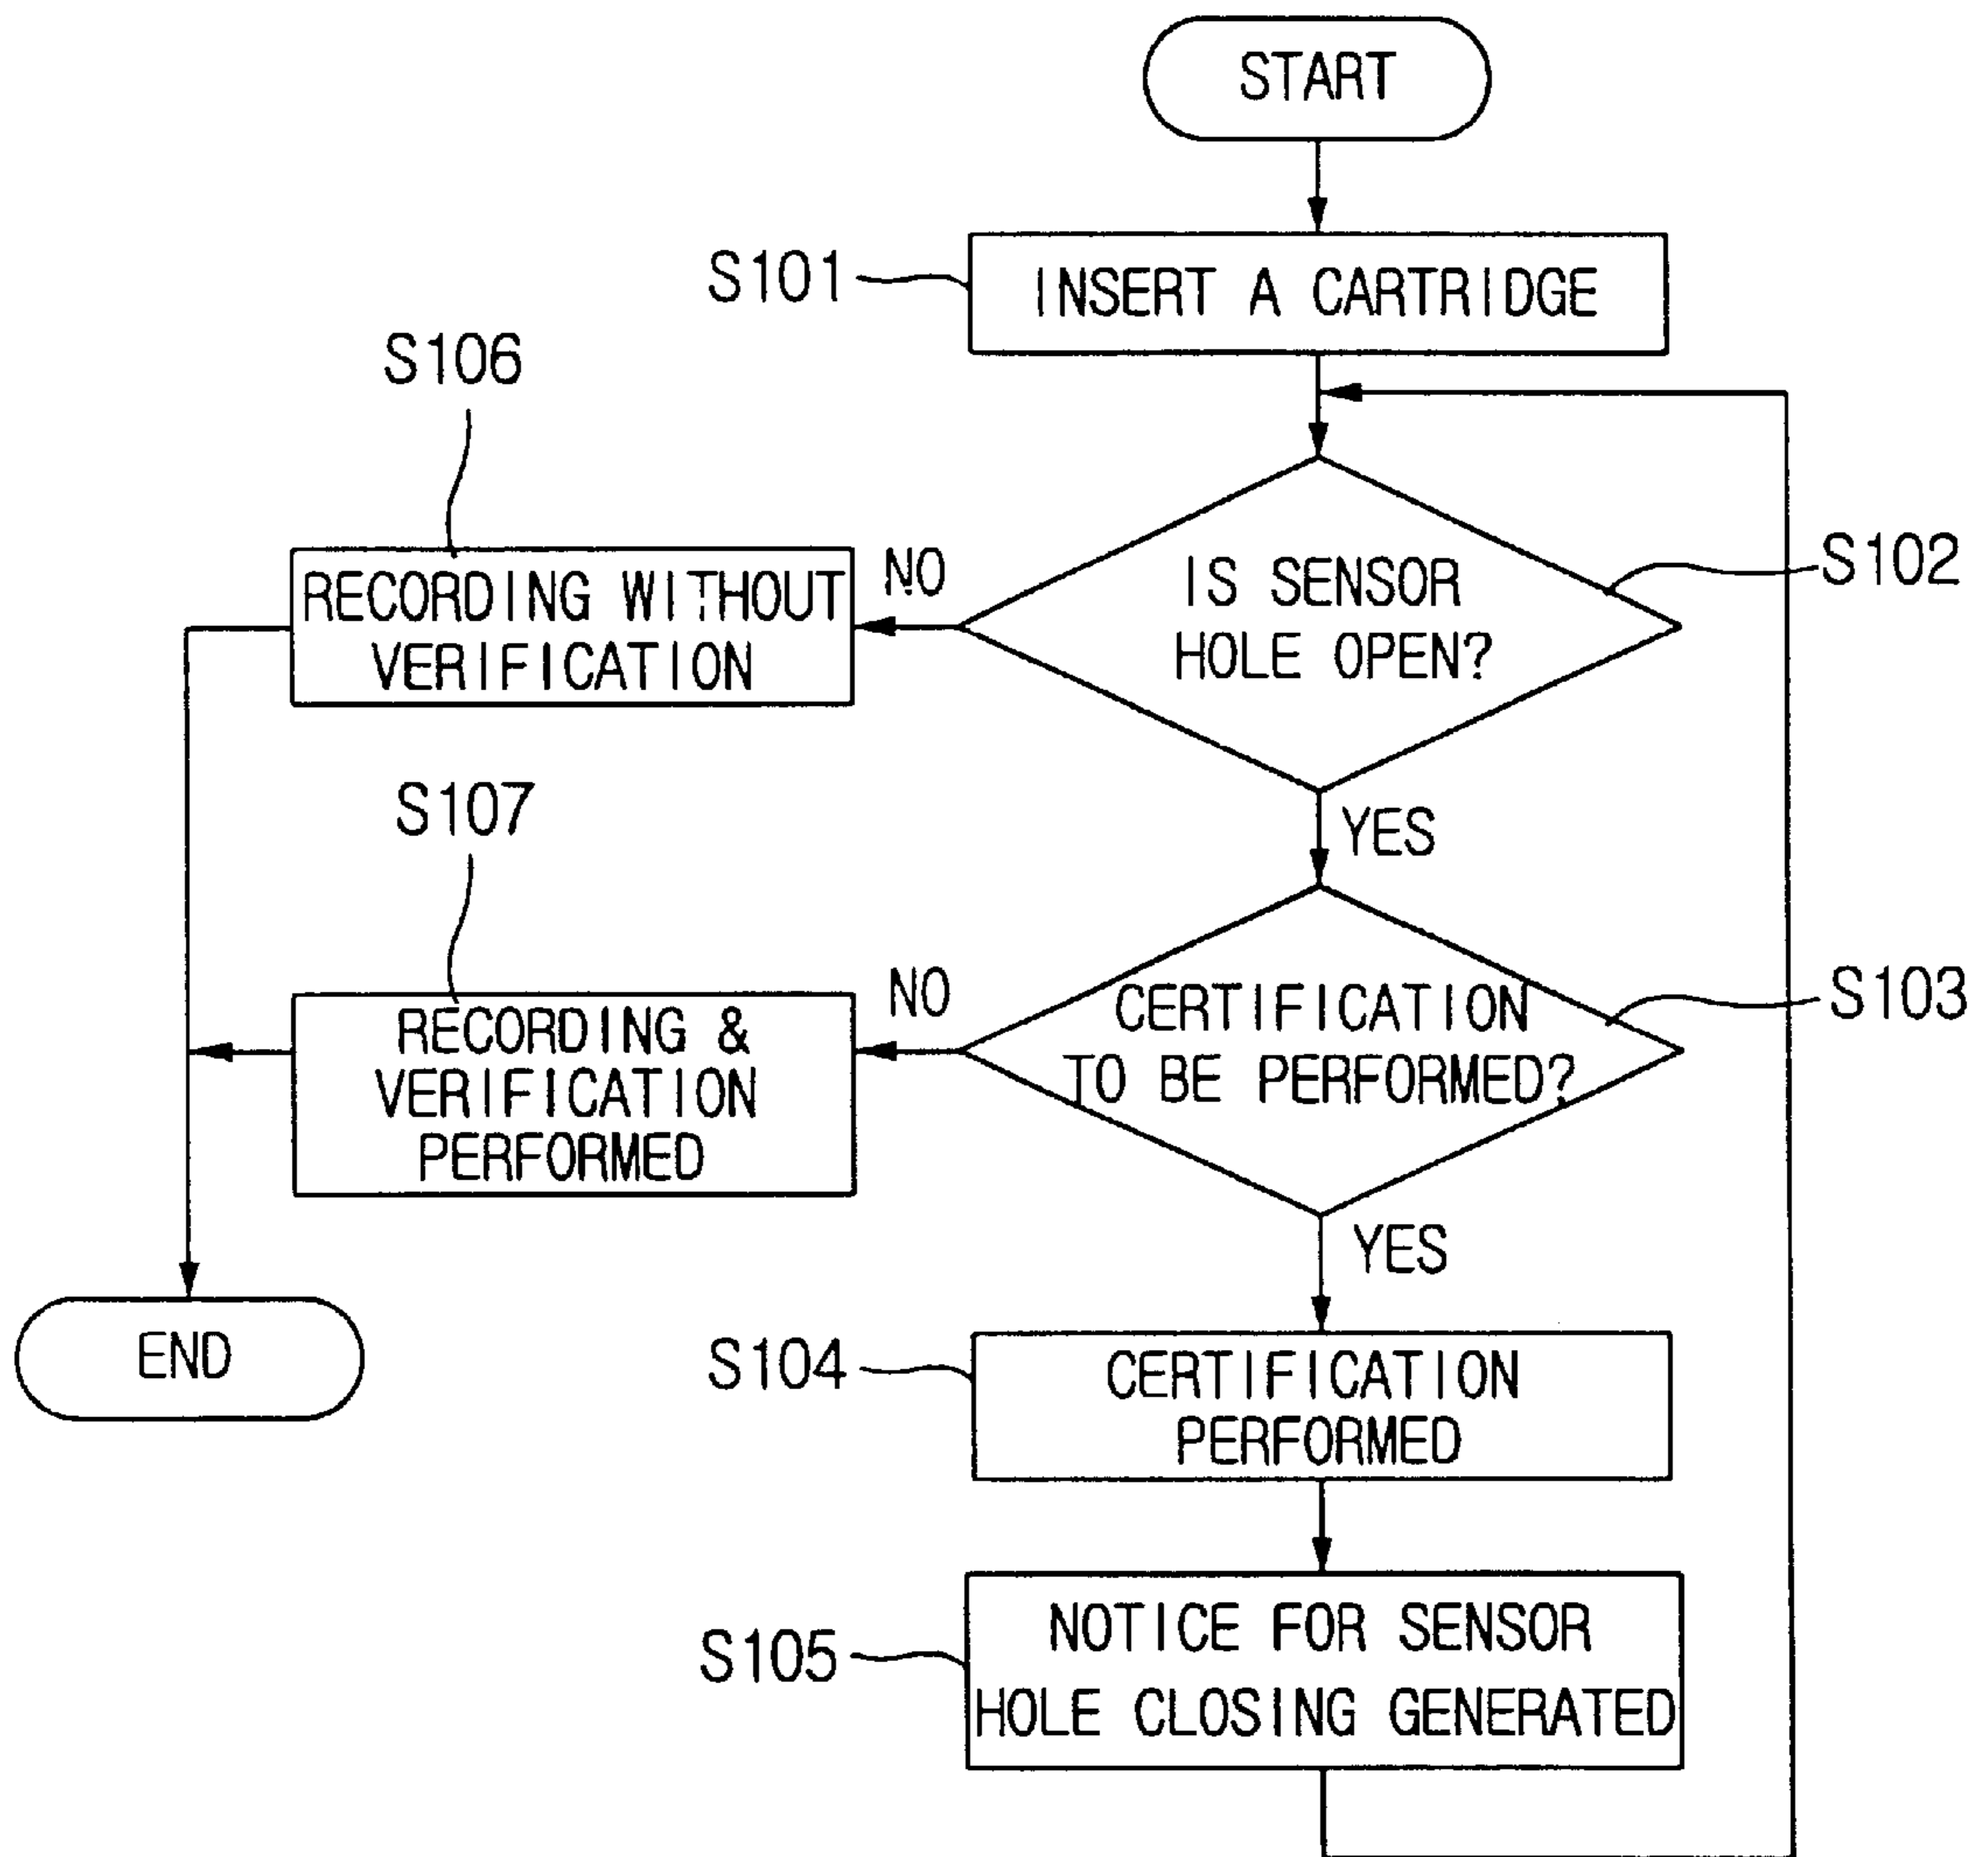 START
S101
INSERT A CARTRIDGE
S106
RECORDING WITHOUT
VERIFICATION
NO
IS SENSOR
HOLE OPEN?
S102
YES
S107
RECORDING &
VERIFICATION
PERFORMED
NO
CERTIFICATION
TO BE PERFORMED?
S103
YES
END
S104
CERTIFICATION
PERFORMED
S105
NOTICE FOR SENSOR
HOLE CLOSING GENERATED